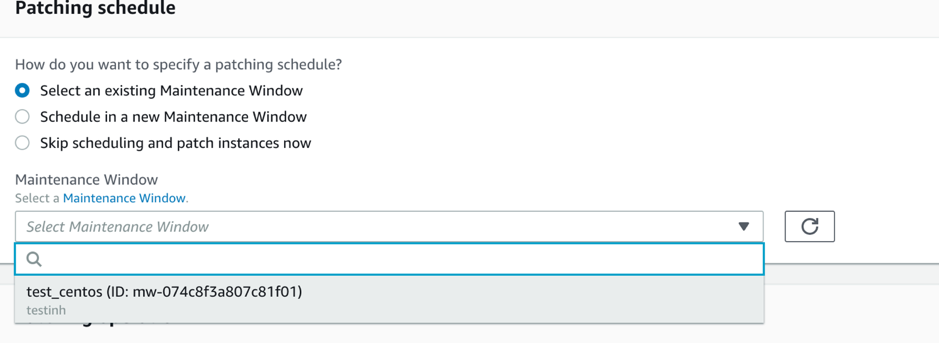 Patching schedule
How do you want to specify a patching schedule?
Select an existing Maintenance Window
Schedule in a new Maintenance Window
Skip scheduling and patch instances now
Maintenance Window
Select a Maintenance Window.
Select Maintenance Window
test_centos (ID: mw-074c8f3a807c81f01)
testinh